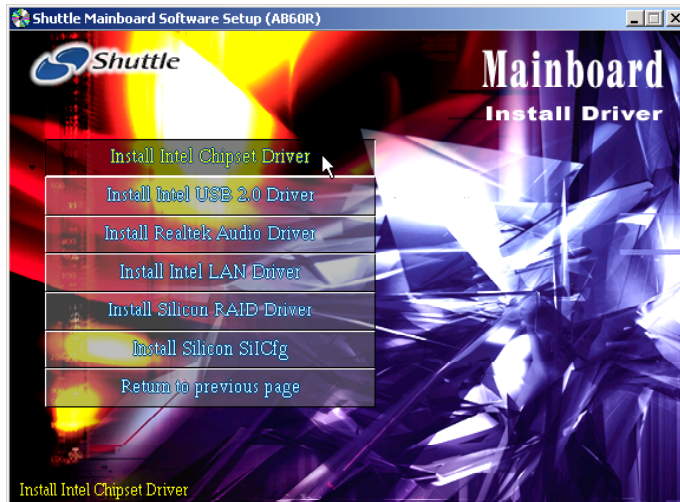 Shuttle Mainboard Software Setup (AB60R)
Shuttle
Mainboard
Install Driver
Install Intel Chipset Driver
Install Intel USB 2.0 Driver
Install Realtek Audio Driver
Install Intel LAN Driver
Install Silicon RAID Driver
Install Silicon SiICfg
Return to previous page
Install Intel Chipset Driver